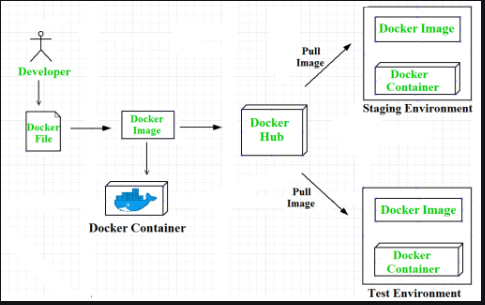 Developer
Docker
File
Docker
Image
Docker Container
Docker
Hub
Pull
Image
Docker Image
Docker
Container
Staging Environment
Pull
Image
Docker Image
Docker
Container
Test Environment